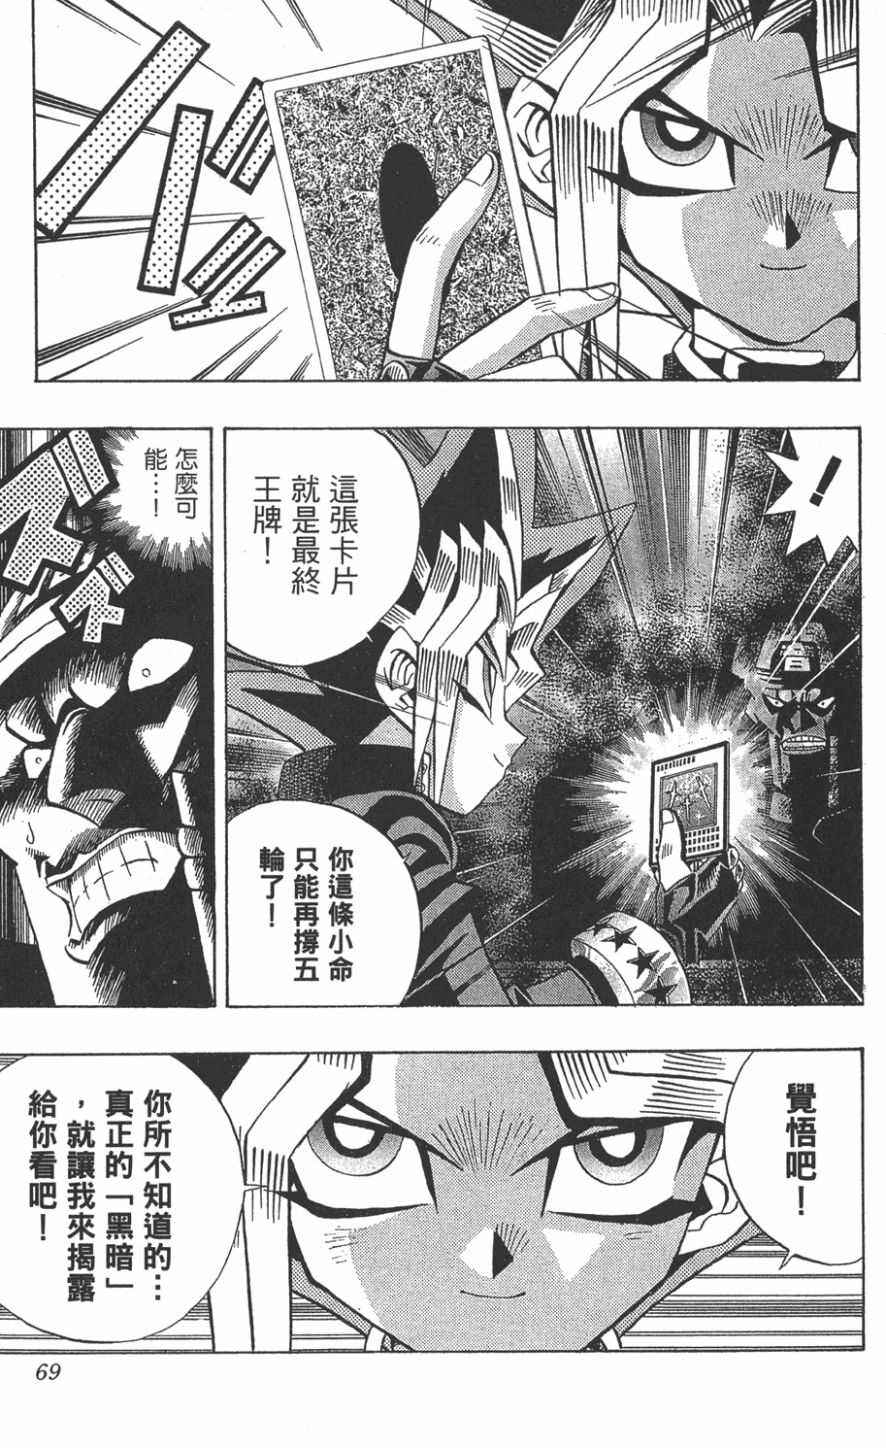 ！
這張卡片
就是最終
王牌！
你這條小命
只能再撐五
輪了！
怎麼可
能…！
覺悟吧！
你所不知道的…
真正的「黑暗」
，就讓我來揭露
給你看吧！
69